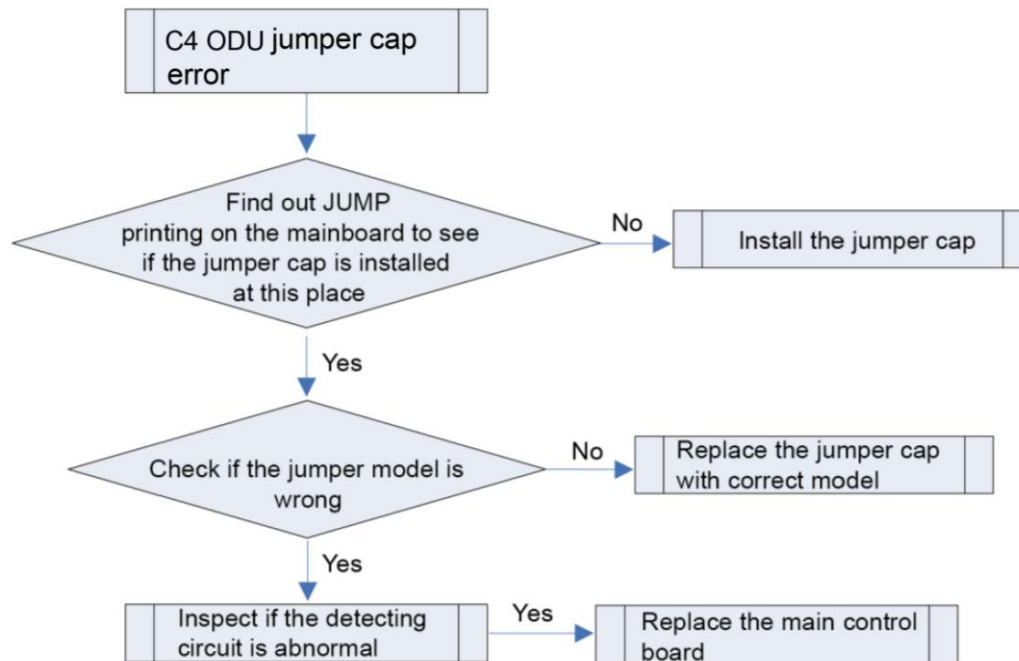 C4 ODU jumper cap
error
Find out JUMP
printing on the mainboard to see
if the jumper cap is installed
at this place
No
Install the jumper cap
Yes
Check if the jumper model is
wrong
No
Replace the jumper cap
with correct model
Yes
Inspect if the detecting
circuit is abnormal
Yes
Replace the main control
board